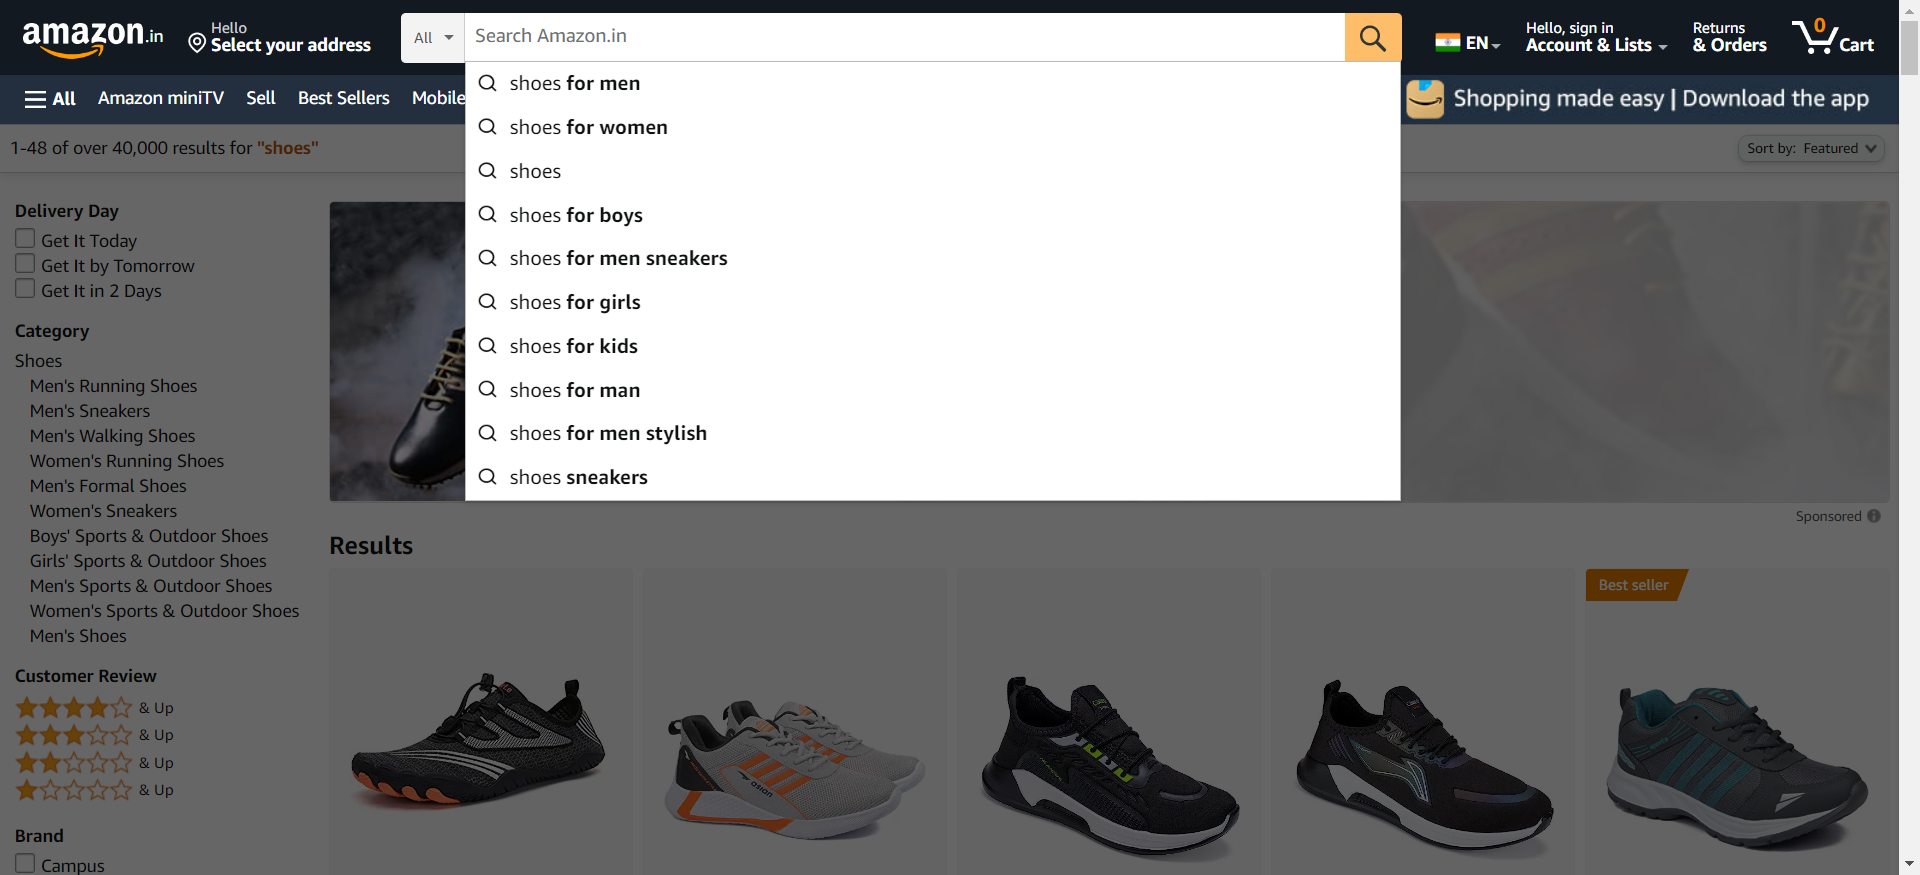 amazon.in
Hello
Select your address
All
Search Amazon.in
EN
Hello, sign in
Account & Lists
Returns
& Orders
0
Cart
All
Amazon miniTV
Sell
Best Sellers
Mobile
Shopping made easy | Download the app
1-48 of over 40,000 results for "shoes"
Sort by: Featured
shoes for men
shoes for women
shoes
shoes for boys
shoes for men sneakers
shoes for girls
shoes for kids
shoes for man
shoes for men stylish
shoes sneakers
Delivery Day
Get It Today
Get It by Tomorrow
Get It in 2 Days
Category
Shoes
Men's Running Shoes
Men's Sneakers
Men's Walking Shoes
Women's Running Shoes
Men's Formal Shoes
Women's Sneakers
Boys' Sports & Outdoor Shoes
Girls' Sports & Outdoor Shoes
Men's Sports & Outdoor Shoes
Women's Sports & Outdoor Shoes
Men's Shoes
Customer Review
& Up
& Up
& Up
& Up
Brand
Campus
Sponsored
Results
Best seller
asian